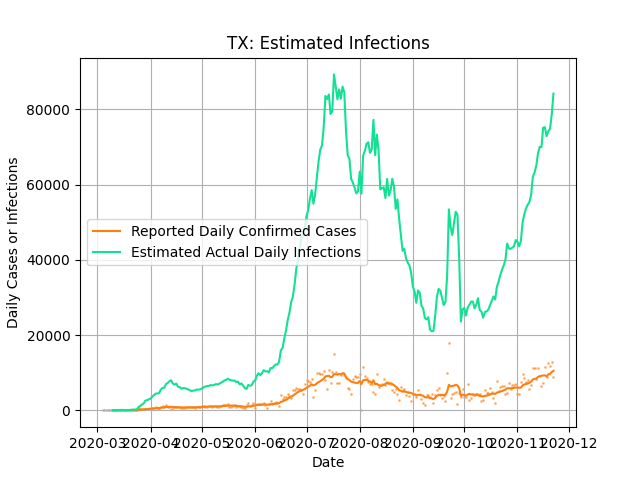 TX: Estimated Infections
Daily Cases or Infections
80000
60000
40000
20000
0
Reported Daily Confirmed Cases
Estimated Actual Daily Infections
2020-03 2020-04 2020-05 2020-06 2020-07 2020-08 2020-09 2020-10 2020-11 2020-12
Date